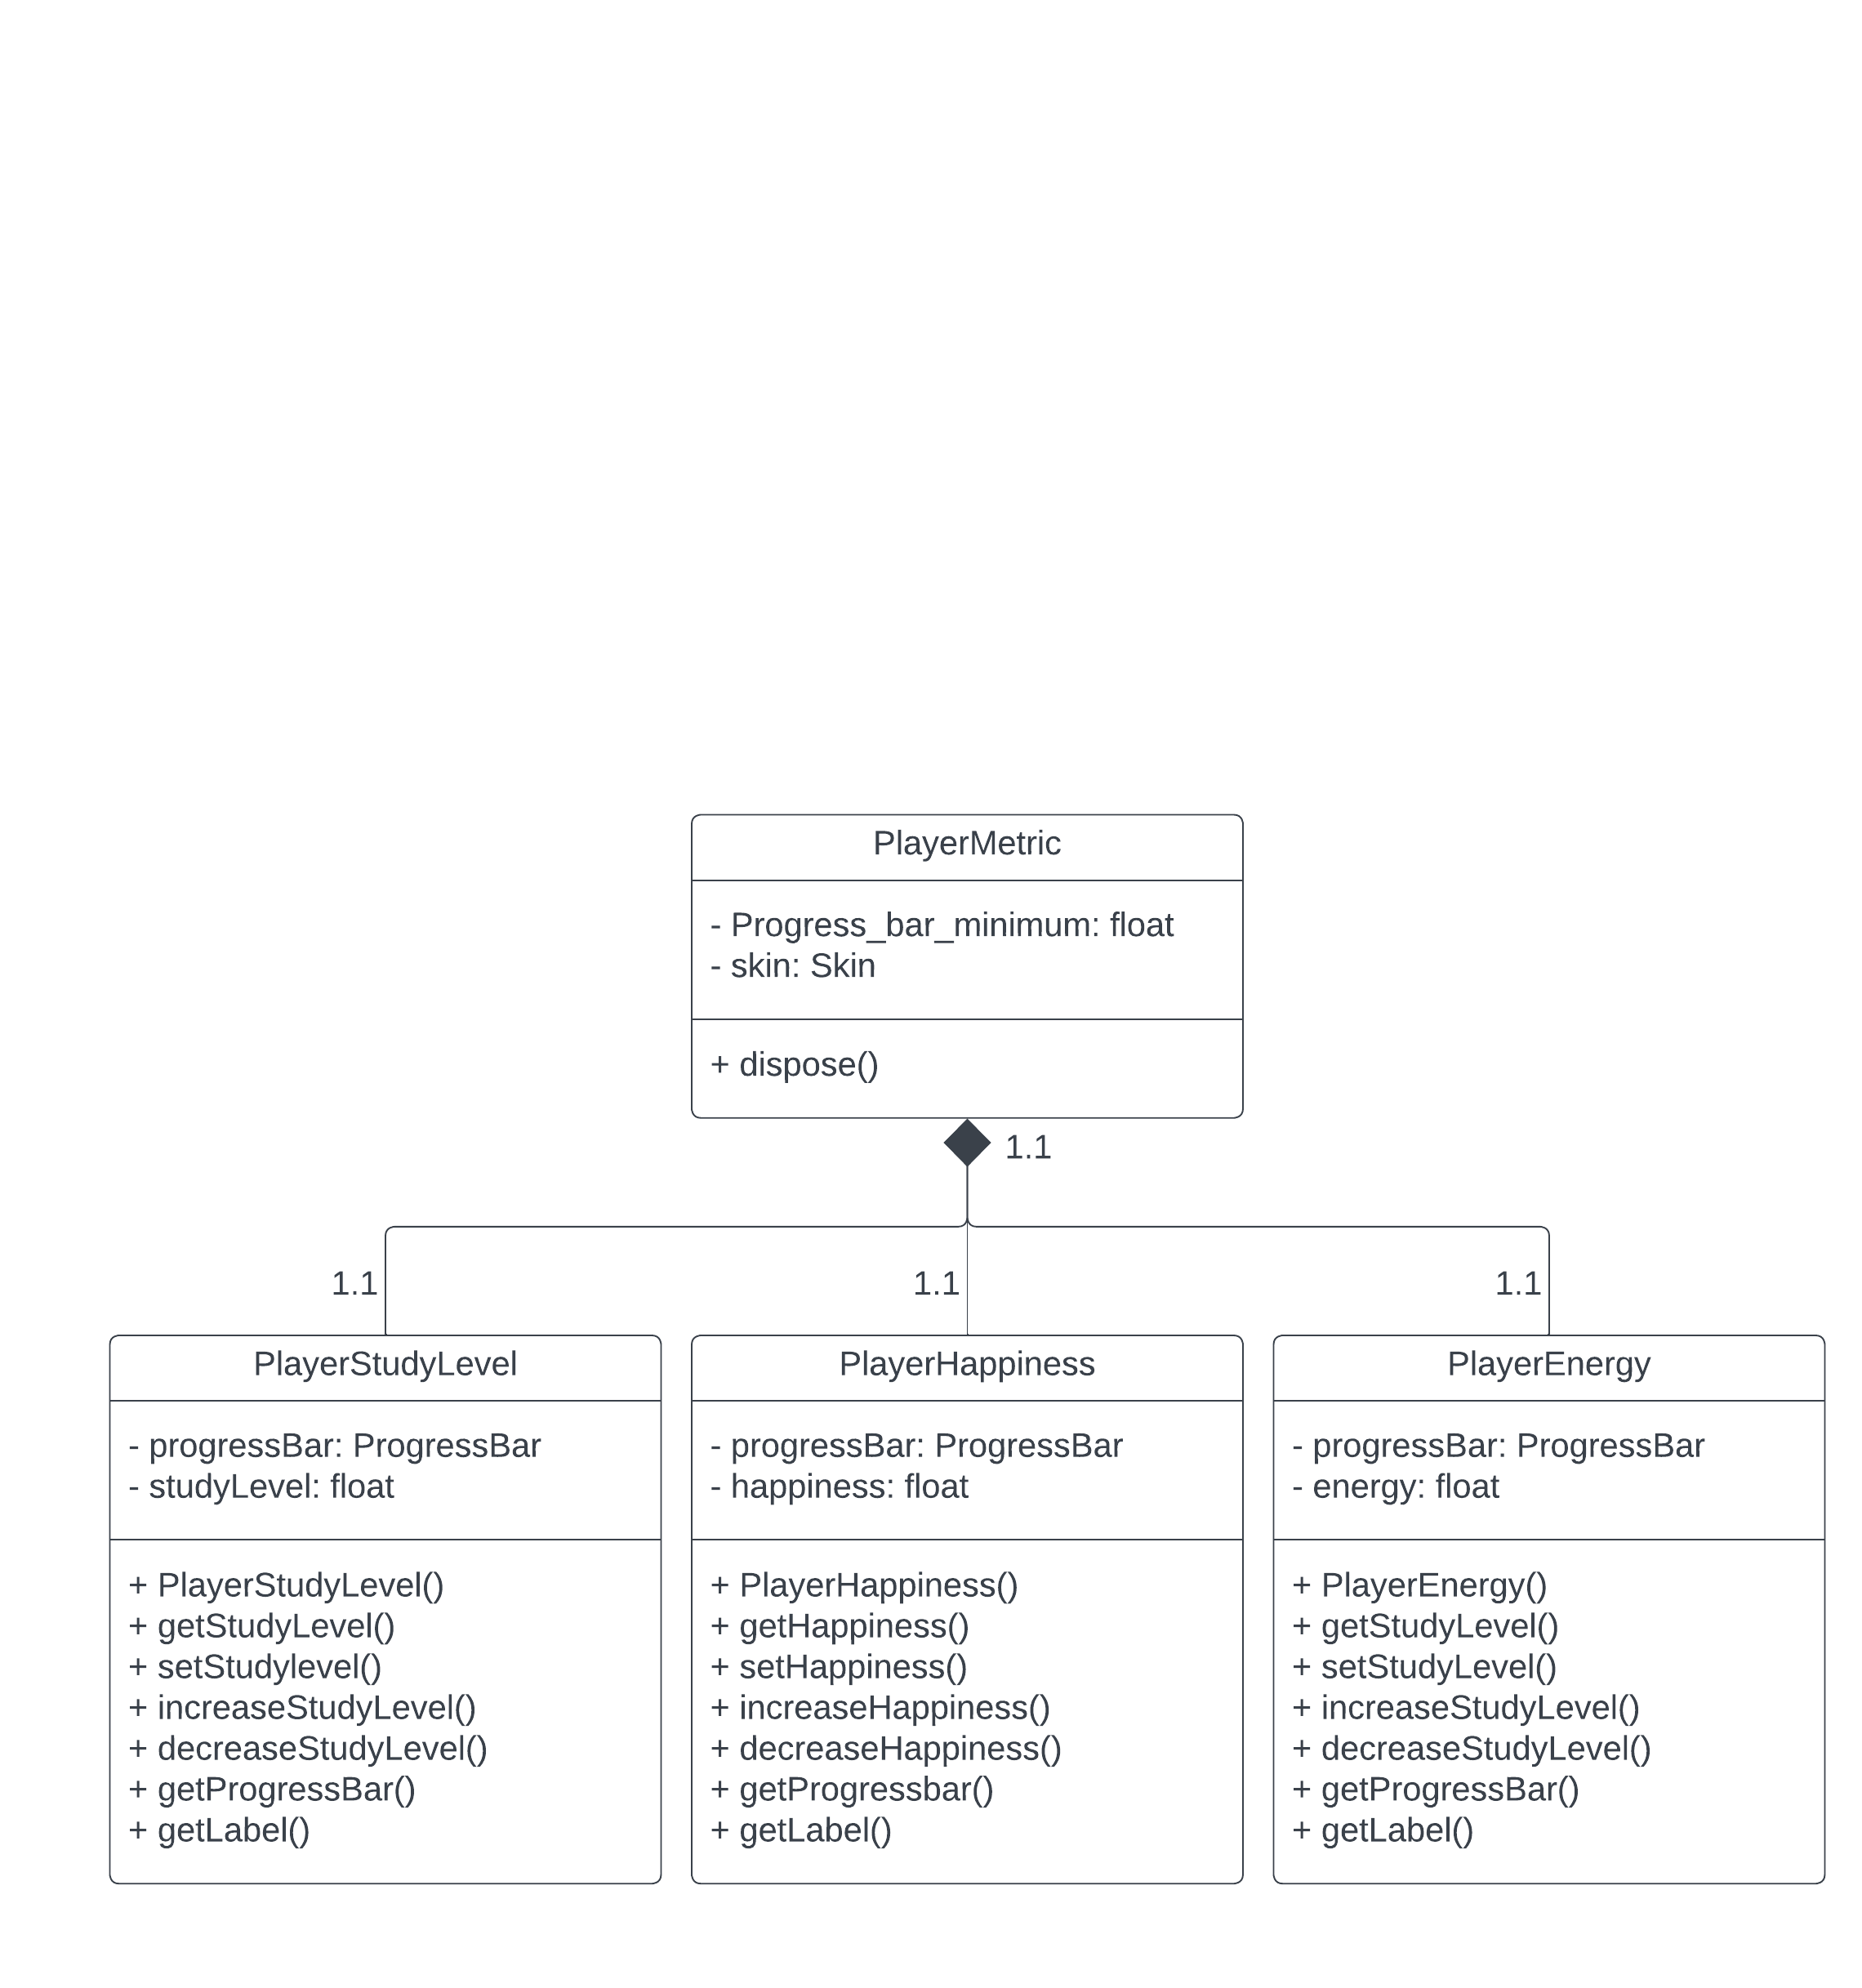 PlayerMetric
- Progress_bar_minimum: float
- skin: Skin
+ dispose()
1.1
1.1
1.1
1.1
PlayerStudyLevel
- progressBar: ProgressBar
- studyLevel: float
+ PlayerStudyLevel()
+ getStudyLevel()
+ setStudylevel()
+ increaseStudyLevel()
+ decreaseStudyLevel()
+ getProgressBar()
+ getLabel()
PlayerHappiness
- progressBar: ProgressBar
- happiness: float
+ PlayerHappiness()
+ getHappiness()
+ setHappiness()
+ increaseHappiness()
+ decreaseHappiness()
+ getProgressbar()
+ getLabel()
PlayerEnergy
- progressBar: ProgressBar
- energy: float
+ PlayerEnergy()
+ getStudyLevel()
+ setStudyLevel()
+ increaseStudyLevel()
+ decreaseStudyLevel()
+ getProgressBar()
+ getLabel()